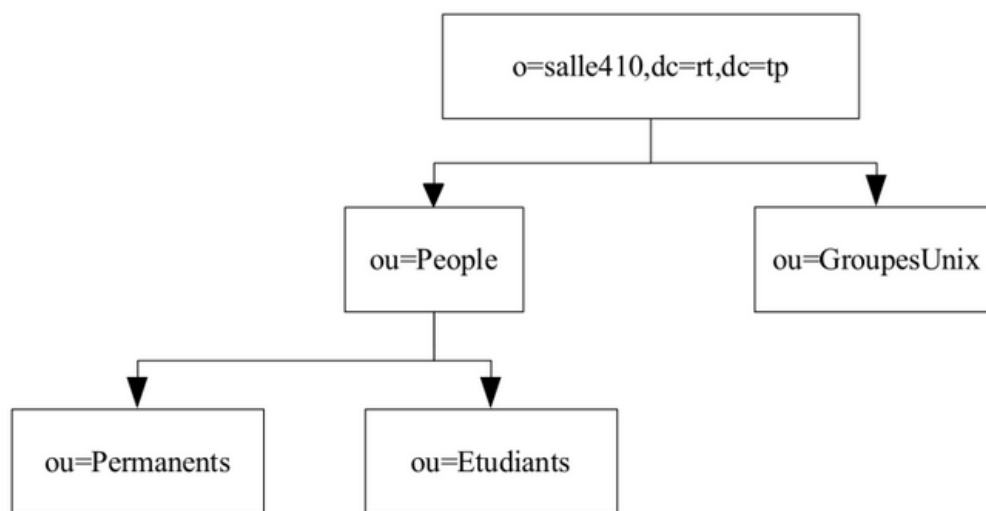 o=salle410,dc=rt,dc=tp
ou=People
ou=GroupesUnix
ou=Permanents
ou=Etudiants